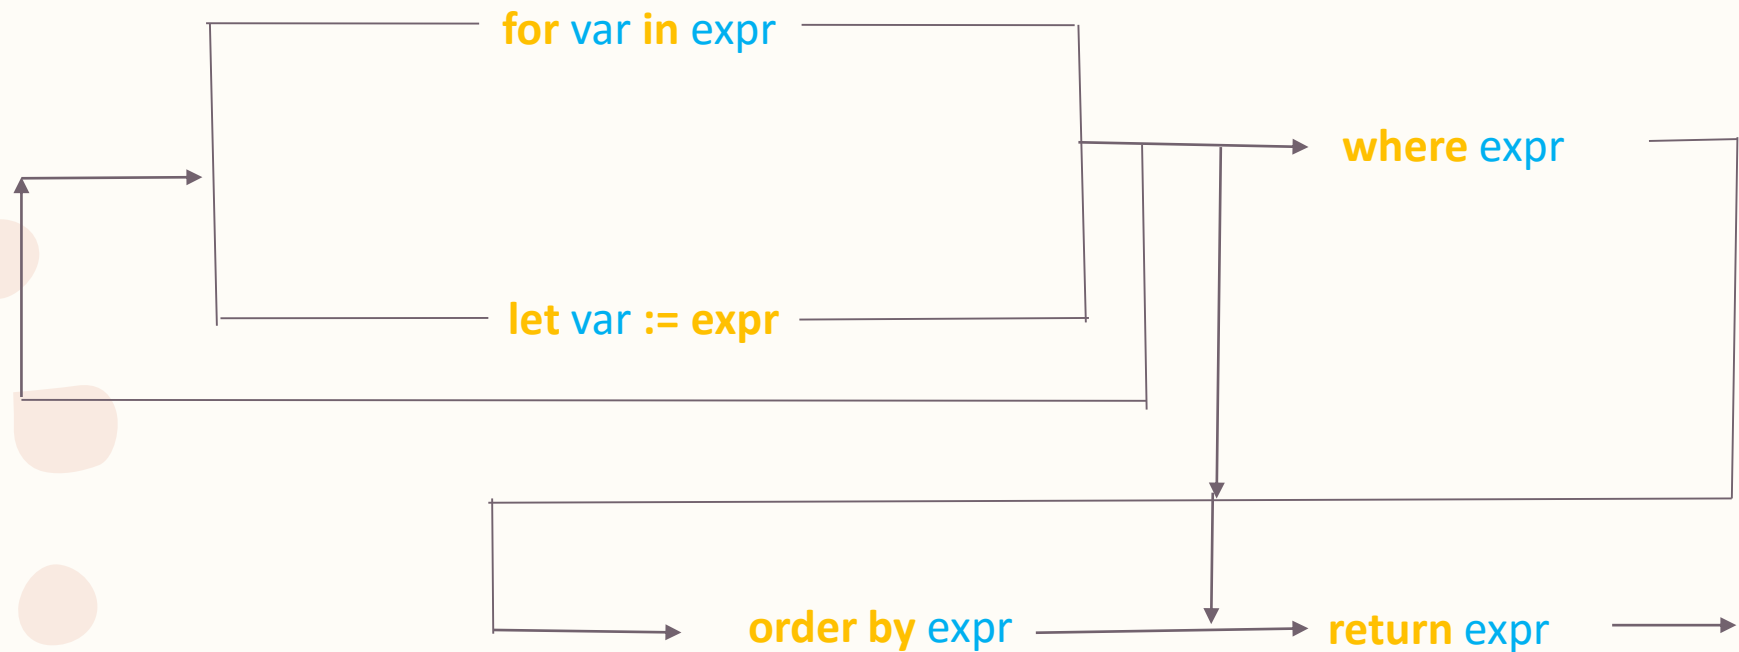 for var in expr
where expr
let var := expr
order by expr
return expr